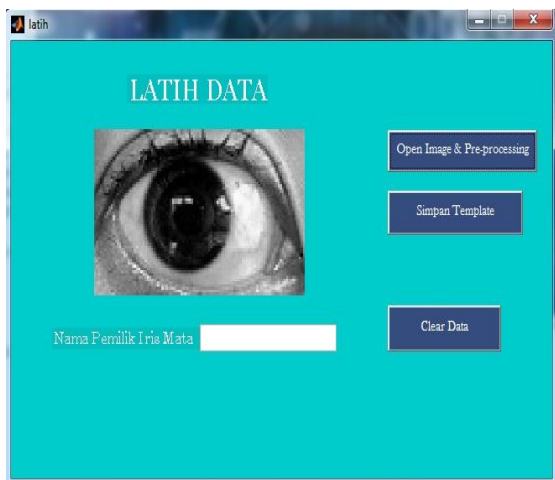 latih
LATIH DATA
Open Image & Pre-processing
Simpan Template
Nama Pemilik Iris Mata
Clear Data